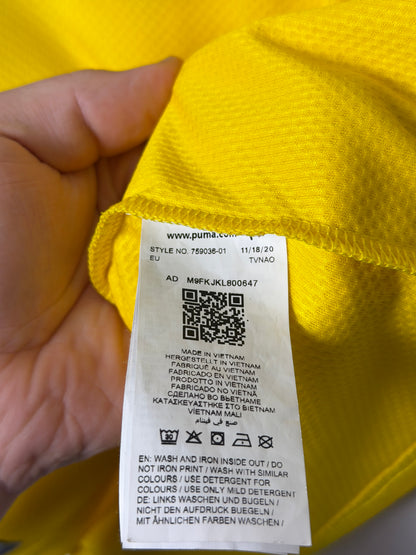 www.puma.com
STYLE NO. 759036-01 11/18/20
EU TVNAO
AD M9FKJKL800647
MADE IN VIETNAM
HERGESTELLT IN VIETNAM
FABRIQUÉ AU VIETNAM
FABRICADO EN VIETNAM
PRODOTTO IN VIETNAM
FABRICADO NO VIETNÃ
СДЕЛАНО ВО ВЬЕТНАМЕ
ΚΑΤΑΣΚΕΥΑΣΤΗΚΕ ΣΤΟ ΒΙΕΤΝΑΜ
VİETNAM MALI
صنع في فيتنام
EN: WASH AND IRON INSIDE OUT / DO
NOT IRON PRINT / WASH WITH SIMILAR
COLOURS / USE DETERGENT FOR
COLOURS / USE ONLY MILD DETERGENT
DE: LINKS WASCHEN UND BUEGELN /
NICHT DEN AUFDRUCK BUEGELN /
MIT ÄHNLICHEN FARBEN WASCHEN /